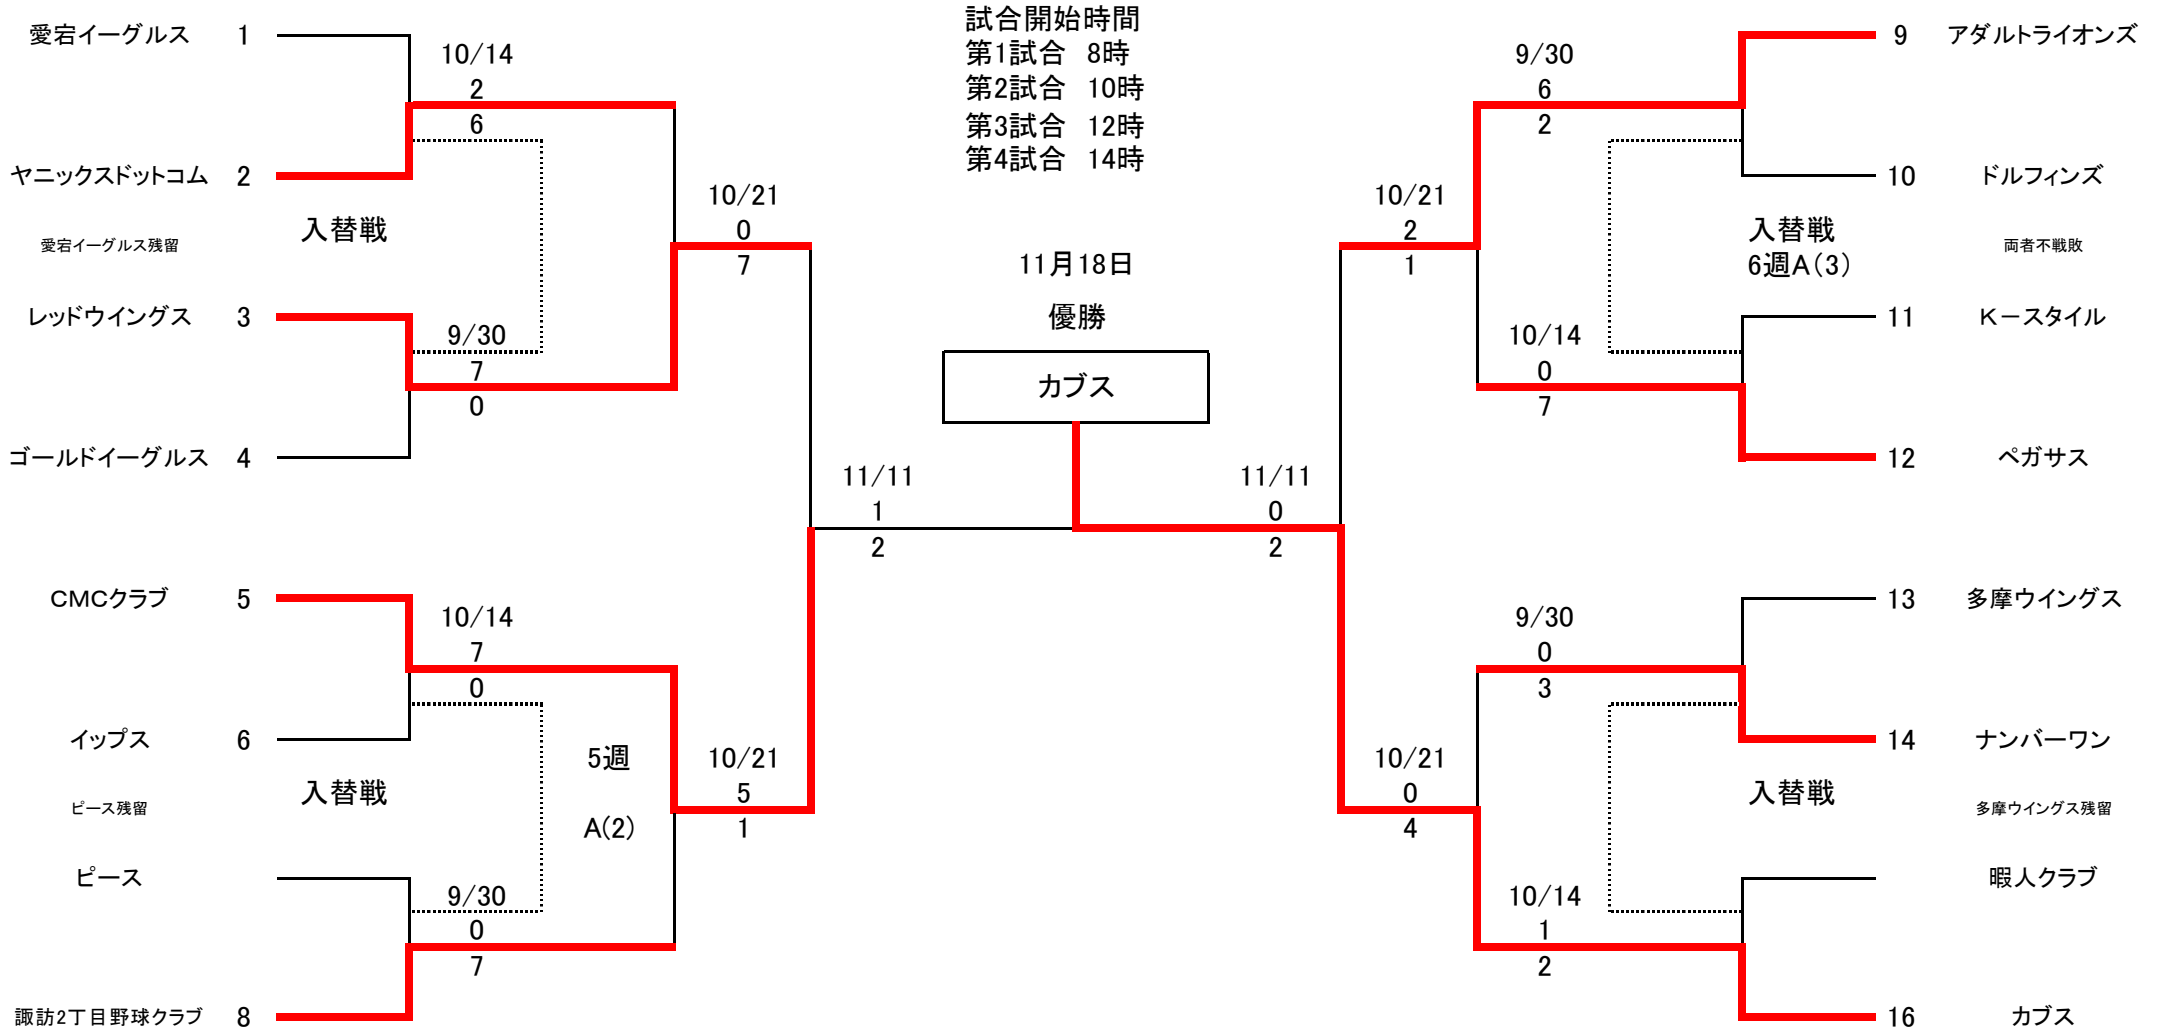 試合開始時間
第1試合 8時
第2試合 10時
第3試合 12時
第4試合 14時
愛宕イーグルス 1
10/14
2
6
ヤニックスドットコム 2
入替戦
愛宕イーグルス残留
10/21
0
7
レッドウイングス 3
9/30
7
0
ゴールドイーグルス 4
11/11
1
2
CMCクラブ 5
10/14
7
0
イップス 6
5週
A(2)
入替戦
ピース残留
10/21
5
1
ピース
9/30
0
7
諏訪2丁目野球クラブ 8
11月18日
優勝
カブス
9 アダルトライオンズ
9/30
6
2
10 ドルフィンズ
入替戦
6週A(3)
両者不戦敗
10/21
2
1
11 K-スタイル
10/14
0
7
12 ペガサス
11/11
0
2
13 多摩ウイングス
9/30
0
3
14 ナンバーワン
入替戦
多摩ウイングス残留
10/21
0
4
暇人クラブ
10/14
1
2
16 カブス